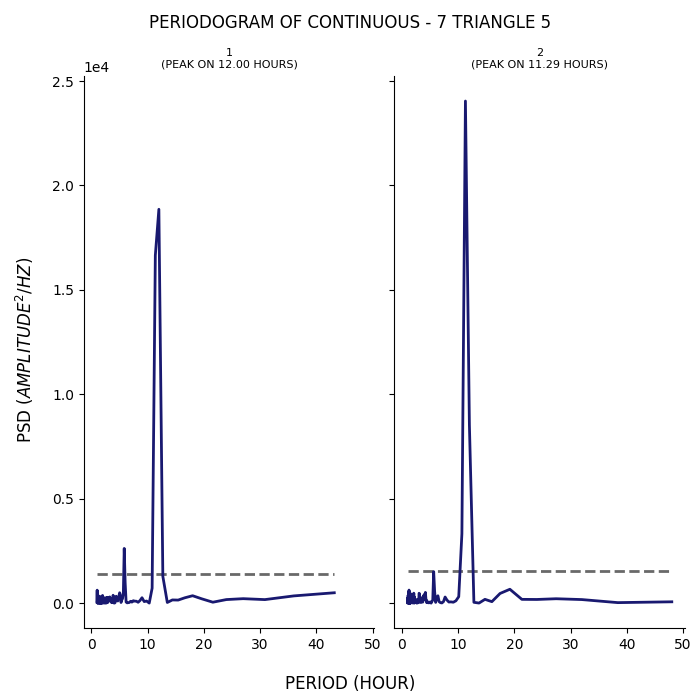 PERIODOGRAM OF CONTINUOUS - 7 TRIANGLE 5
1
(PEAK ON 12.00 HOURS)
2
(PEAK ON 11.29 HOURS)
1e4
2.5
2.0
1.5
1.0
0.5
0.0
PSD (AMPLITUDE²/HZ)
0 10 20 30 40 50
0 10 20 30 40 50
PERIOD (HOUR)